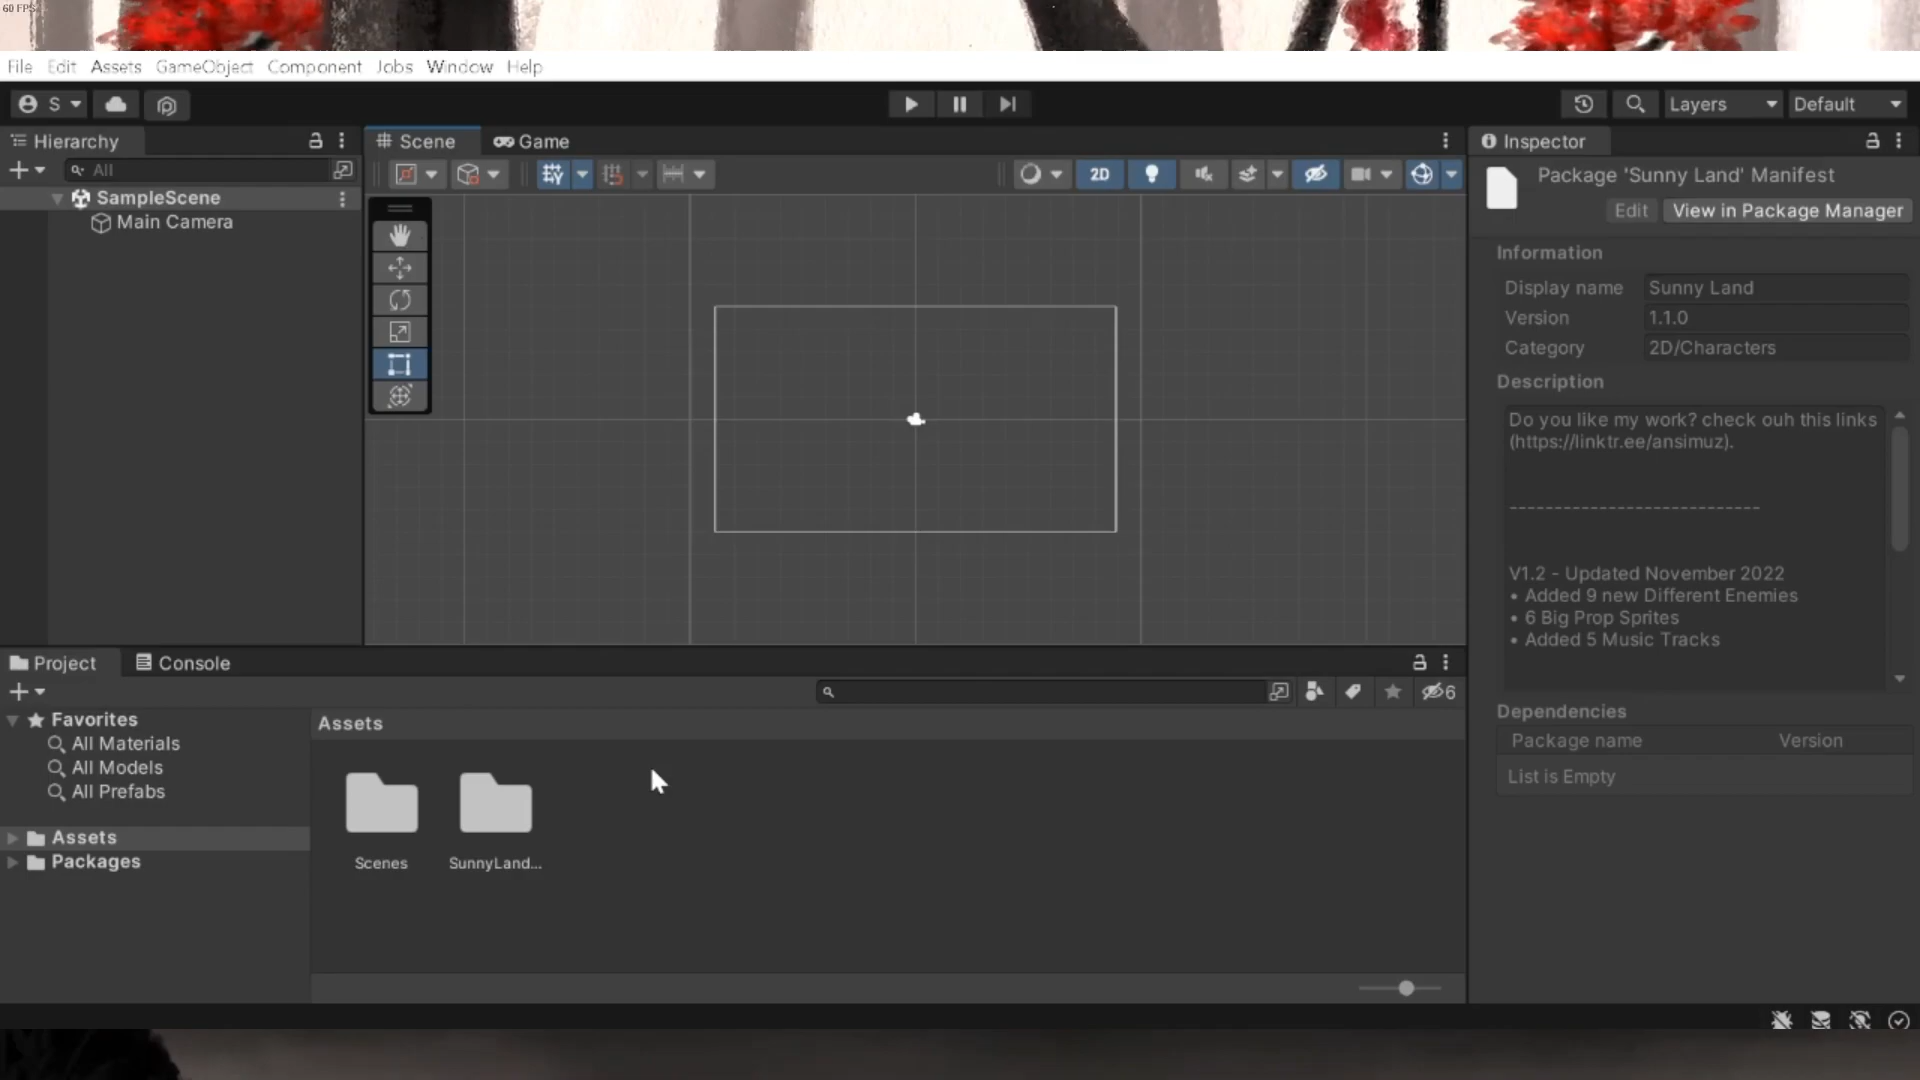 60 FPS
File Edit Assets GameObject Component Jobs Window Help
S
Layers
Default
Hierarchy
All
SampleScene
Main Camera
Scene
Game
2D
Inspector
Package 'Sunny Land' Manifest
Edit
View in Package Manager
Information
Display name
Sunny Land
Version
1.1.0
Category
2D/Characters
Description
Do you like my work? check ouh this links
(https://linktr.ee/ansimuz).
----------------------------
V1.2 - Updated November 2022
• Added 9 new Different Enemies
• 6 Big Prop Sprites
• Added 5 Music Tracks
Dependencies
Package name
Version
List is Empty
Project
Console
6
Favorites
All Materials
All Models
All Prefabs
Assets
Packages
Assets
Scenes
SunnyLand...